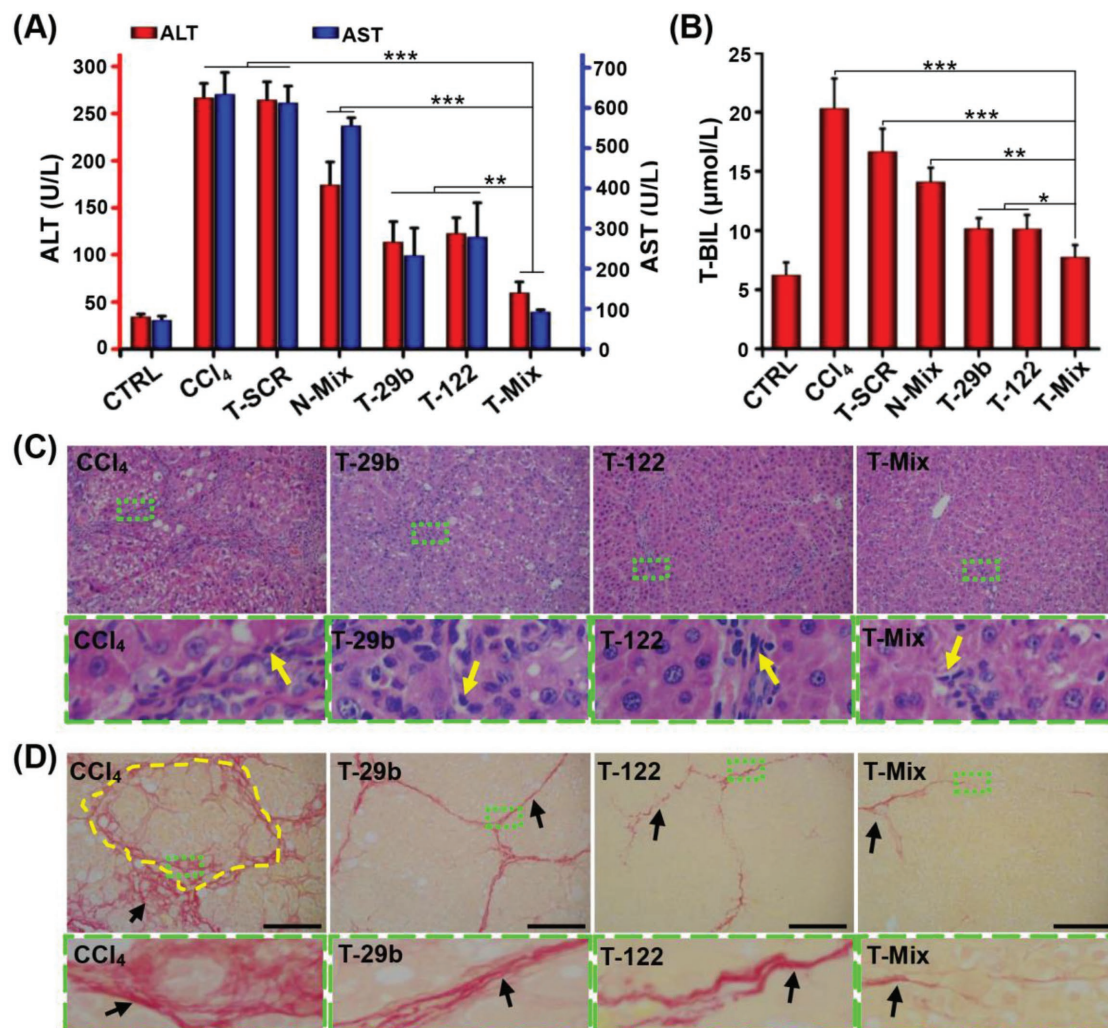 (A)
ALT
AST
300
250
200
150
100
50
0
ALT (U/L)
700
600
500
400
300
200
100
0
AST (U/L)
***
***
**
CTRL
CCl₄
T-SCR
N-Mix
T-29b
T-122
T-Mix
(B)
25
20
15
10
5
0
T-BIL (μmol/L)
***
***
**
*
CTRL
CCl₄
T-SCR
N-Mix
T-29b
T-122
T-Mix
(C)
CCl₄ T-29b T-122 T-Mix
CCl₄ T-29b T-122 T-Mix
(D)
CCl₄ T-29b T-122 T-Mix
CCl₄ T-29b T-122 T-Mix